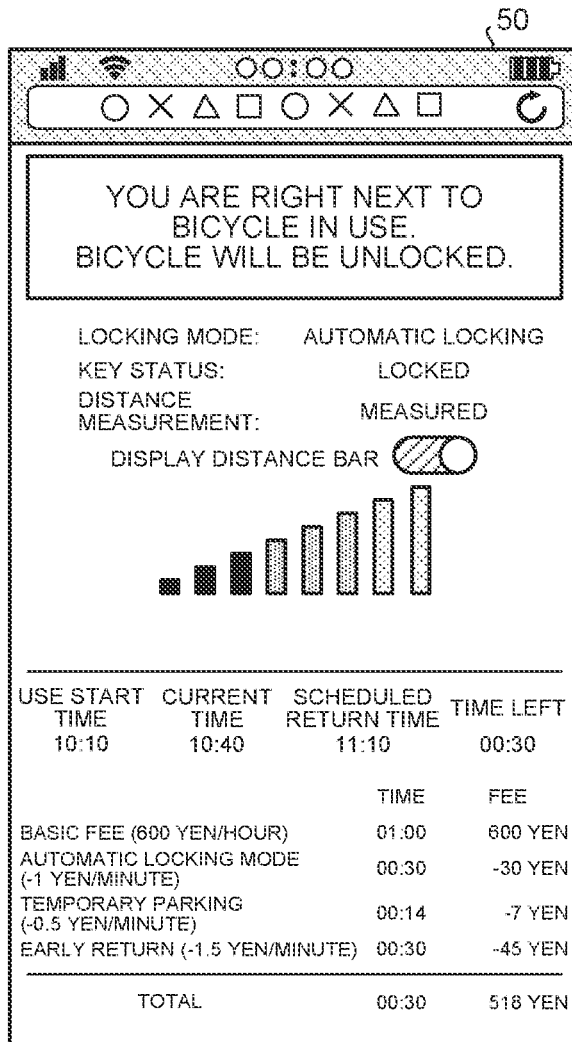 50
00:00
YOU ARE RIGHT NEXT TO
BICYCLE IN USE.
BICYCLE WILL BE UNLOCKED.
LOCKING MODE: AUTOMATIC LOCKING
KEY STATUS: LOCKED
DISTANCE
MEASUREMENT: MEASURED
DISPLAY DISTANCE BAR
USE START TIME 10:10
CURRENT TIME 10:40
SCHEDULED RETURN TIME 11:10
TIME LEFT 00:30
TIME FEE
BASIC FEE (600 YEN/HOUR) 01:00 600 YEN
AUTOMATIC LOCKING MODE
(-1 YEN/MINUTE) 00:30 -30 YEN
TEMPORARY PARKING
(-0.5 YEN/MINUTE) 00:14 -7 YEN
EARLY RETURN (-1.5 YEN/MINUTE) 00:30 -45 YEN
TOTAL 00:30 518 YEN